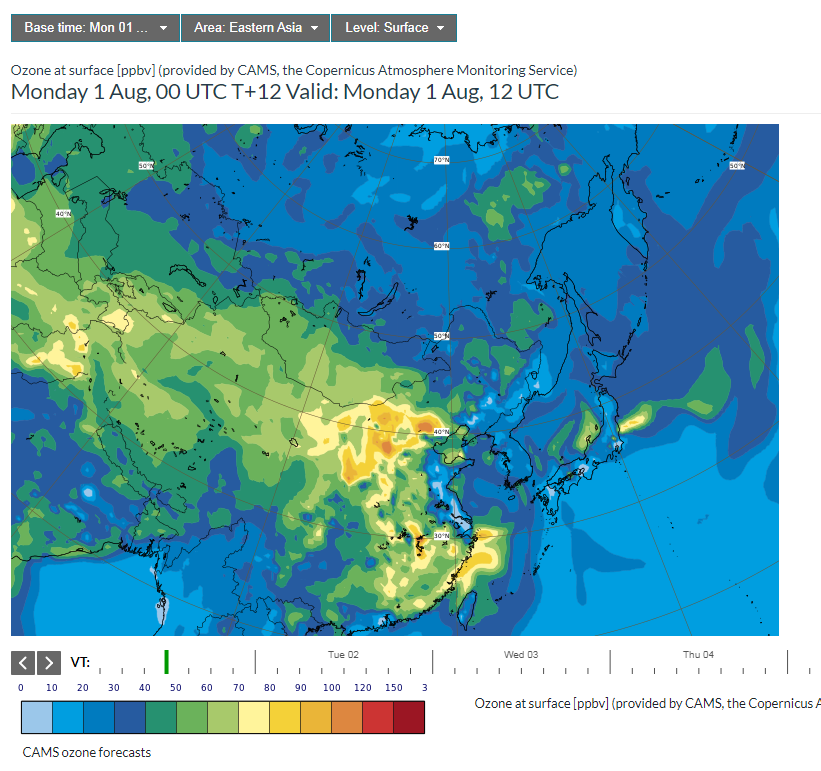 Base time: Mon 01 ... Area: Eastern Asia Level: Surface
Ozone at surface [ppbv] (provided by CAMS, the Copernicus Atmosphere Monitoring Service)
Monday 1 Aug, 00 UTC T+12 Valid: Monday 1 Aug, 12 UTC
70°N
50°N
50°N
40°N
60°N
50°N
40°N
30°N
VT: Tue 02 Wed 03 Thu 04
0 10 20 30 40 50 60 70 80 90 100 120 150 3
Ozone at surface [ppbv] (provided by CAMS, the Copernicus A
CAMS ozone forecasts